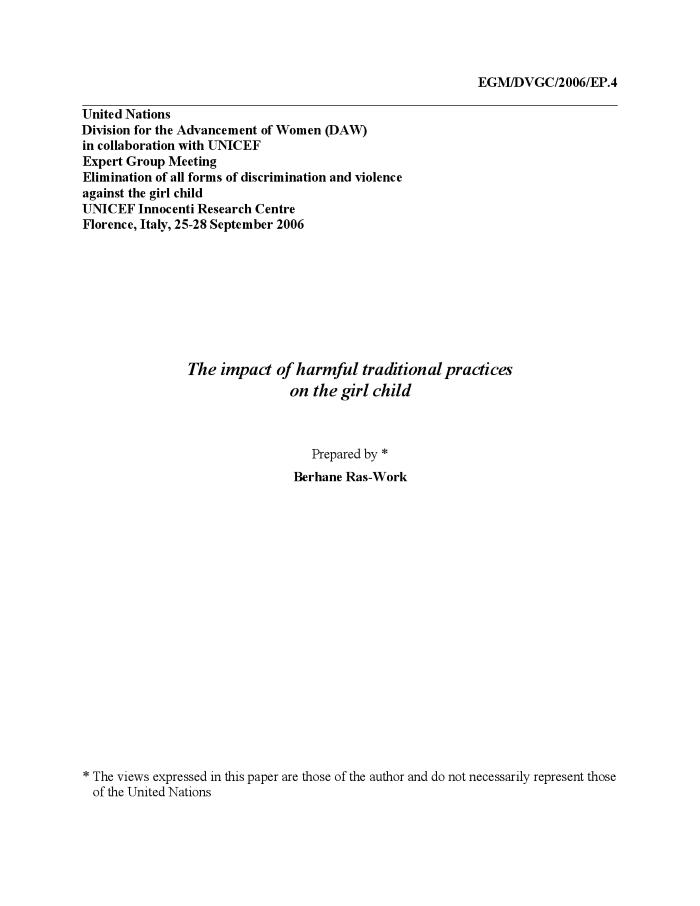 EGM/DVGC/2006/EP.4
United Nations
Division for the Advancement of Women (DAW)
in collaboration with UNICEF
Expert Group Meeting
Elimination of all forms of discrimination and violence
against the girl child
UNICEF Innocenti Research Centre
Florence, Italy, 25-28 September 2006
The impact of harmful traditional practices
on the girl child
Prepared by *
Berhane Ras-Work
* The views expressed in this paper are those of the author and do not necessarily represent those
of the United Nations